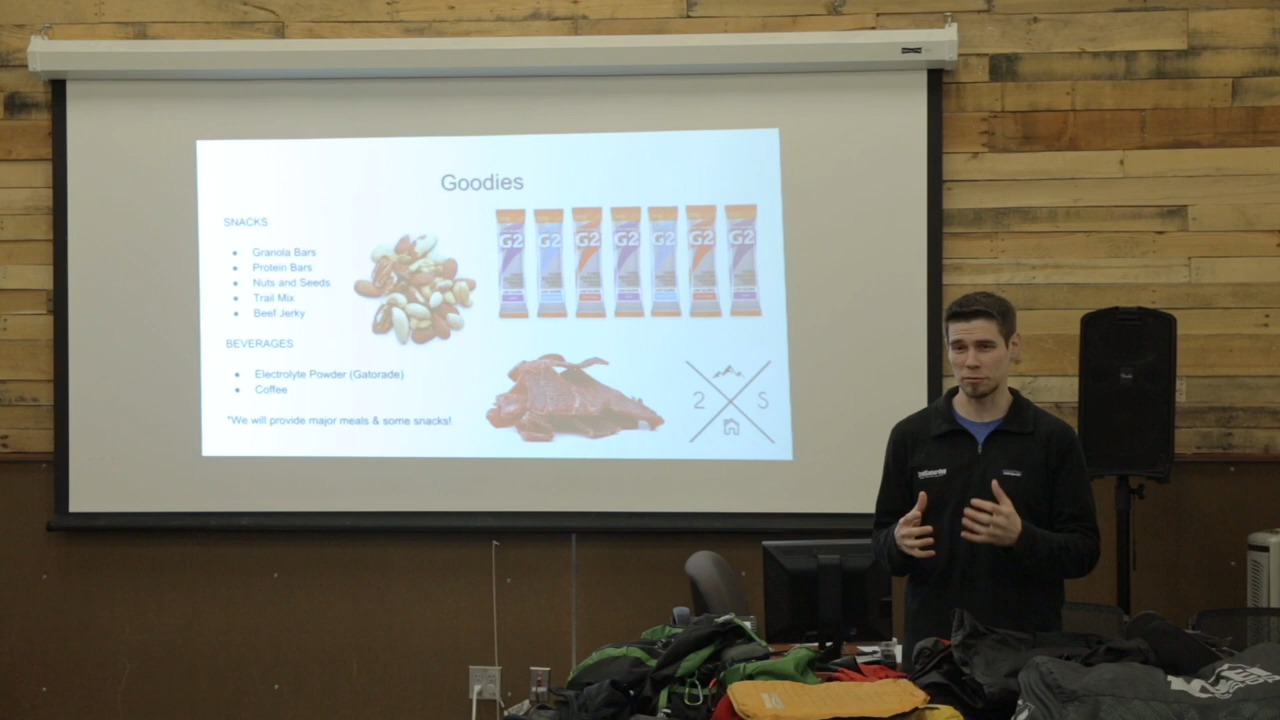 Goodies
SNACKS
Granola Bars
Protein Bars
Nuts and Seeds
Trail Mix
Beef Jerky
BEVERAGES
Electrolyte Powder (Gatorade)
Coffee
*We will provide major meals & some snacks!
G2 G2 G2 G2 G2 G2 G2
2 S